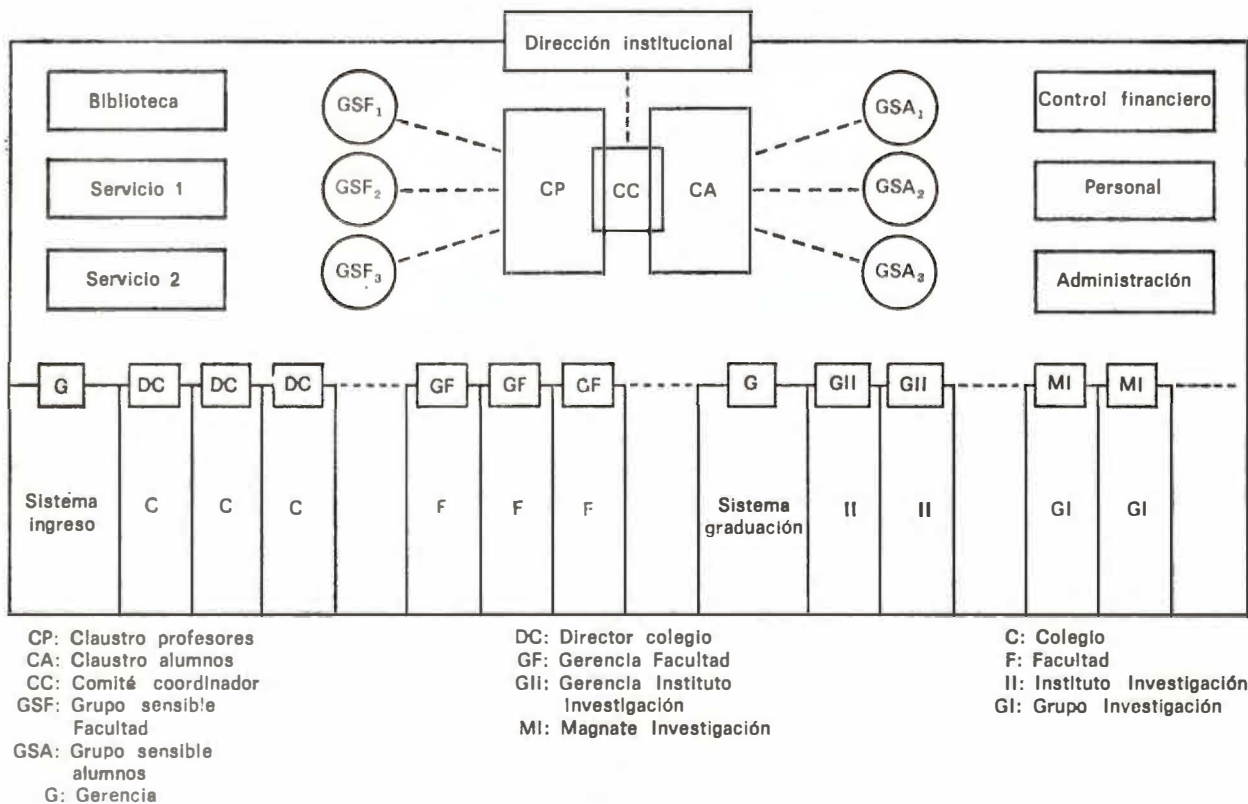 Dirección institucional
Biblioteca
Servicio 1
Servicio 2
GSF₁
GSF₂
GSF₃
CP
CC
CA
GSA₁
GSA₂
GSA₃
Control financiero
Personal
Administración
G
DC
DC
DC
GF
GF
GF
G
GII
GII
MI
MI
Sistema
ingreso
C
C
C
F
F
F
Sistema
graduación
II
II
GI
GI
CP: Claustro profesores
CA: Claustro alumnos
CC: Comité coordinador
GSF: Grupo sensible
Facultad
GSA: Grupo sensible
alumnos
G: Gerencia
DC: Director colegio
GF: Gerencia Facultad
GIi: Gerencia Instituto
Investigación
MI: Magnate Investigación
C: Colegio
F: Facultad
II: Instituto Investigación
GI: Grupo Investigación